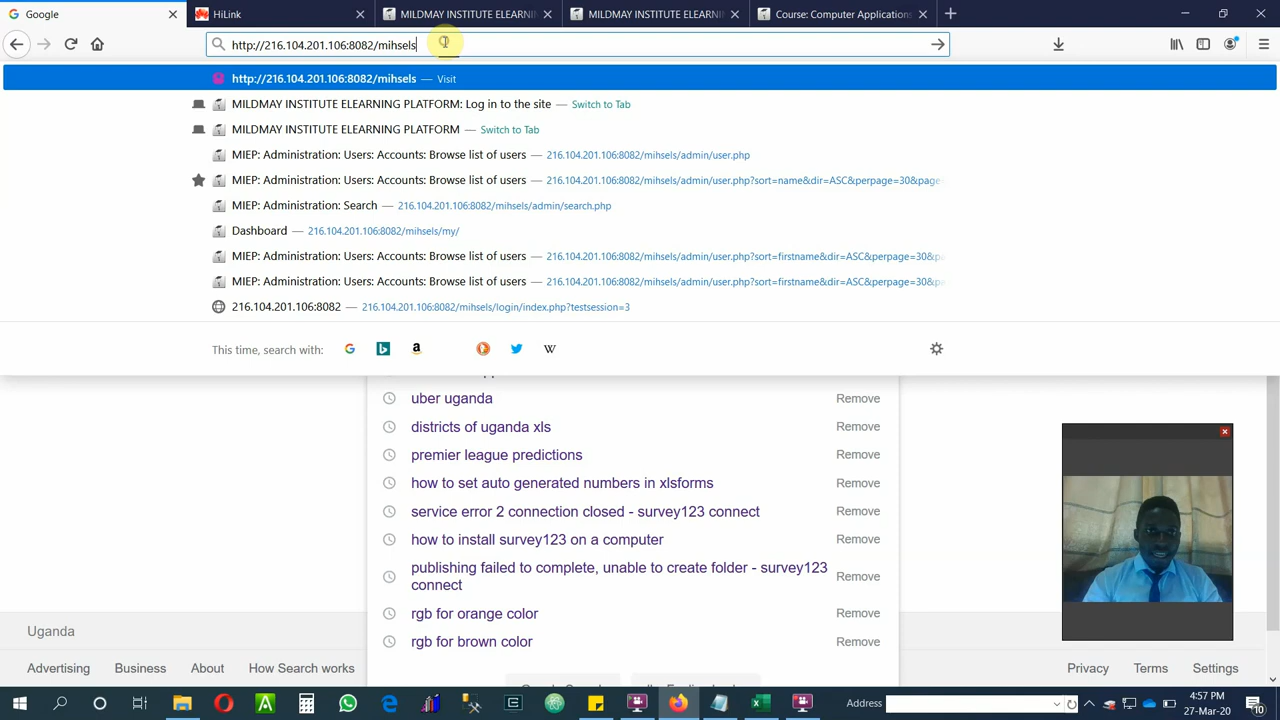 Google
HiLink
MILDMAY INSTITUTE ELEARNIN
MILDMAY INSTITUTE ELEARNIN
Course: Computer Applications
http://216.104.201.106:8082/mihsels
http://216.104.201.106:8082/mihsels — Visit
MILDMAY INSTITUTE ELEARNING PLATFORM: Log in to the site — Switch to Tab
MILDMAY INSTITUTE ELEARNING PLATFORM — Switch to Tab
MIEP: Administration: Users: Accounts: Browse list of users — 216.104.201.106:8082/mihsels/admin/user.php
MIEP: Administration: Users: Accounts: Browse list of users — 216.104.201.106:8082/mihsels/admin/user.php?sort=name&dir=ASC&perpage=30&page=
MIEP: Administration: Search — 216.104.201.106:8082/mihsels/admin/search.php
Dashboard — 216.104.201.106:8082/mihsels/my/
MIEP: Administration: Users: Accounts: Browse list of users — 216.104.201.106:8082/mihsels/admin/user.php?sort=firstname&dir=ASC&perpage=30&
MIEP: Administration: Users: Accounts: Browse list of users — 216.104.201.106:8082/mihsels/admin/user.php?sort=firstname&dir=ASC&perpage=30&
216.104.201.106:8082 — 216.104.201.106:8082/mihsels/login/index.php?testsession=3
This time, search with:
uber uganda Remove
districts of uganda xls Remove
premier league predictions Remove
how to set auto generated numbers in xlsforms Remove
service error 2 connection closed - survey123 connect Remove
how to install survey123 on a computer Remove
publishing failed to complete, unable to create folder - survey123
connect Remove
rgb for orange color Remove
rgb for brown color Remove
Uganda
Advertising Business About How Search works Privacy Terms Settings
Address
4:57 PM
27-Mar-20
10